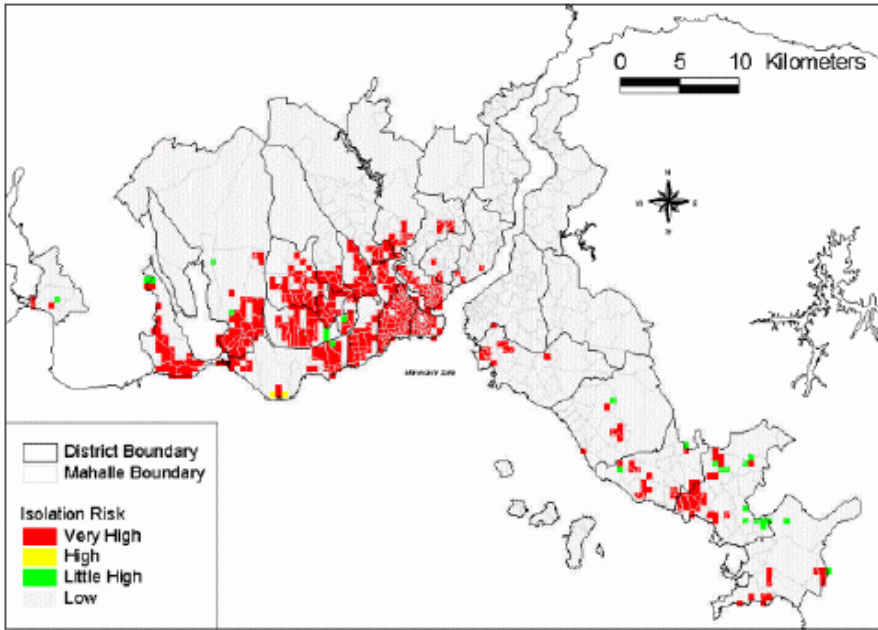 0 5 10 Kilometers
N
W E
S
District Boundary
Mahalle Boundary
Isolation Risk
Very High
High
Little High
Low